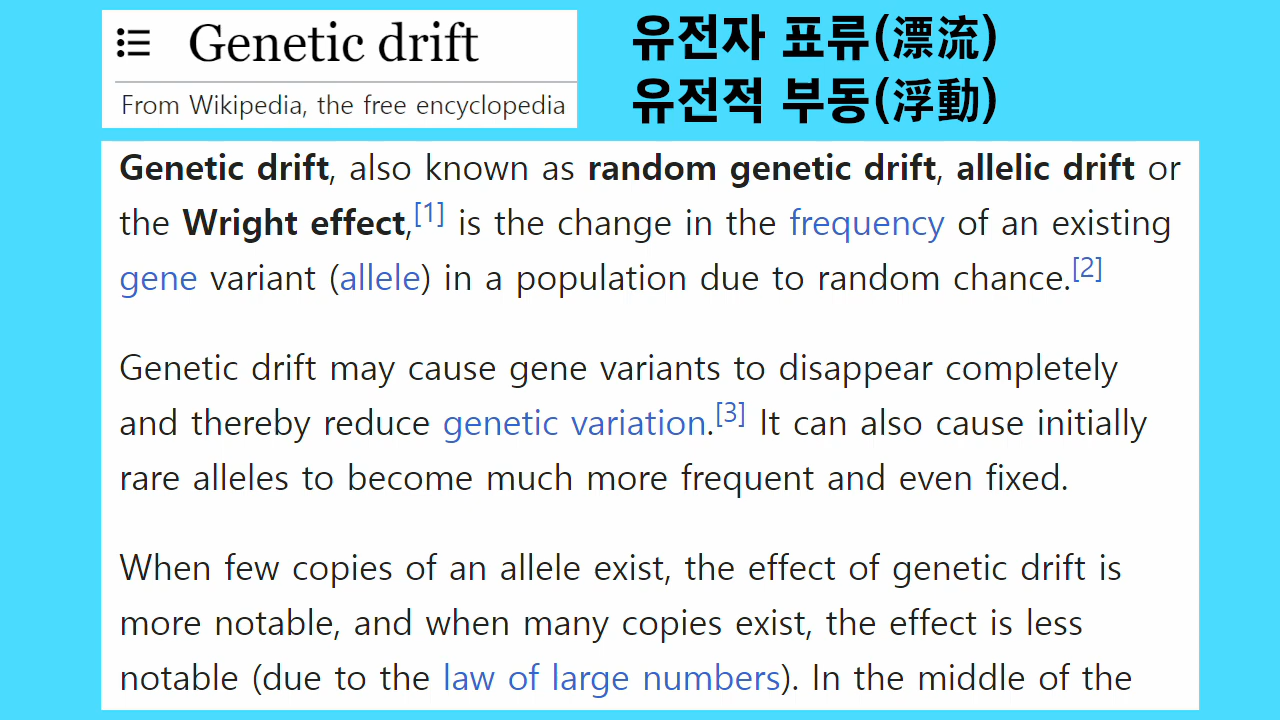 Genetic drift
From Wikipedia, the free encyclopedia
유전자 표류(漂流)
유전적 부동(浮動)
Genetic drift, also known as random genetic drift, allelic drift or
the Wright effect,[1] is the change in the frequency of an existing
gene variant (allele) in a population due to random chance.[2]
Genetic drift may cause gene variants to disappear completely
and thereby reduce genetic variation.[3] It can also cause initially
rare alleles to become much more frequent and even fixed.
When few copies of an allele exist, the effect of genetic drift is
more notable, and when many copies exist, the effect is less
notable (due to the law of large numbers). In the middle of the